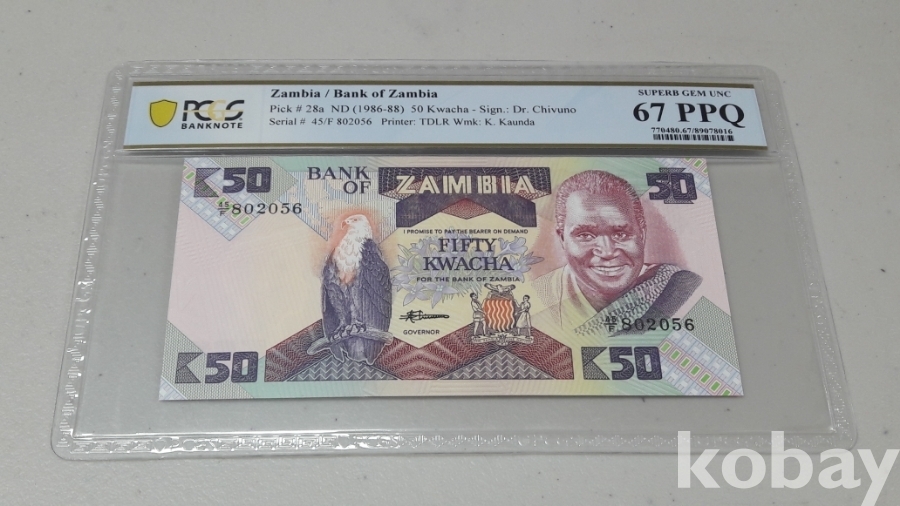 PCGS
BANKNOTE
Zambia / Bank of Zambia
Pick # 28a ND (1986-88) 50 Kwacha - Sign.: Dr. Chivuno
Serial # 45/F 802056 Printer: TDLR Wmk: K. Kaunda
SUPERB GEM UNC
67 PPQ
770480.67/89078016
K50
BANK OF
ZAMBIA
50
802056
I PROMISE TO PAY THE BEARER ON DEMAND
FIFTY
KWACHA
FOR THE BANK OF ZAMBIA
802056
GOVERNOR
K50
K50
kobay